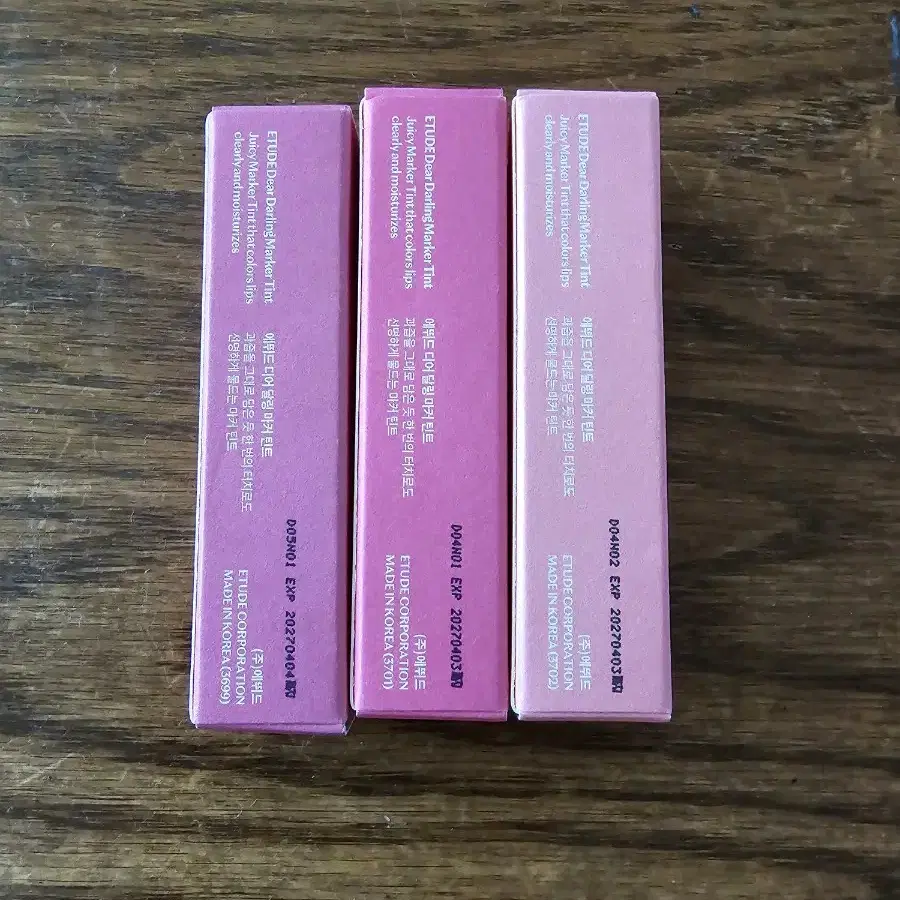 ETUDE Dear Darling Marker Tint
Juicy Marker Tint that colors lips
clearly and moisturizes
에뛰드 디어 달링 마커 틴트
과즙을 그대로 담은 듯 한 번의 터치로도
선명하게 물드는 마커 틴트
D05N01 EXP 20270404
(주)에뛰드
ETUDE CORPORATION
MADE IN KOREA (3699)
ETUDE Dear Darling Marker Tint
Juicy Marker Tint that colors lips
clearly and moisturizes
에뛰드 디어 달링 마커 틴트
과즙을 그대로 담은 듯 한 번의 터치로도
선명하게 물드는 마커 틴트
D04N01 EXP 20270403
(주)에뛰드
ETUDE CORPORATION
MADE IN KOREA (3701)
ETUDE Dear Darling Marker Tint
Juicy Marker Tint that colors lips
clearly and moisturizes
에뛰드 디어 달링 마커 틴트
과즙을 그대로 담은 듯 한 번의 터치로도
선명하게 물드는 마커 틴트
D04N02 EXP 20270403
(주)에뛰드
ETUDE CORPORATION
MADE IN KOREA (3702)